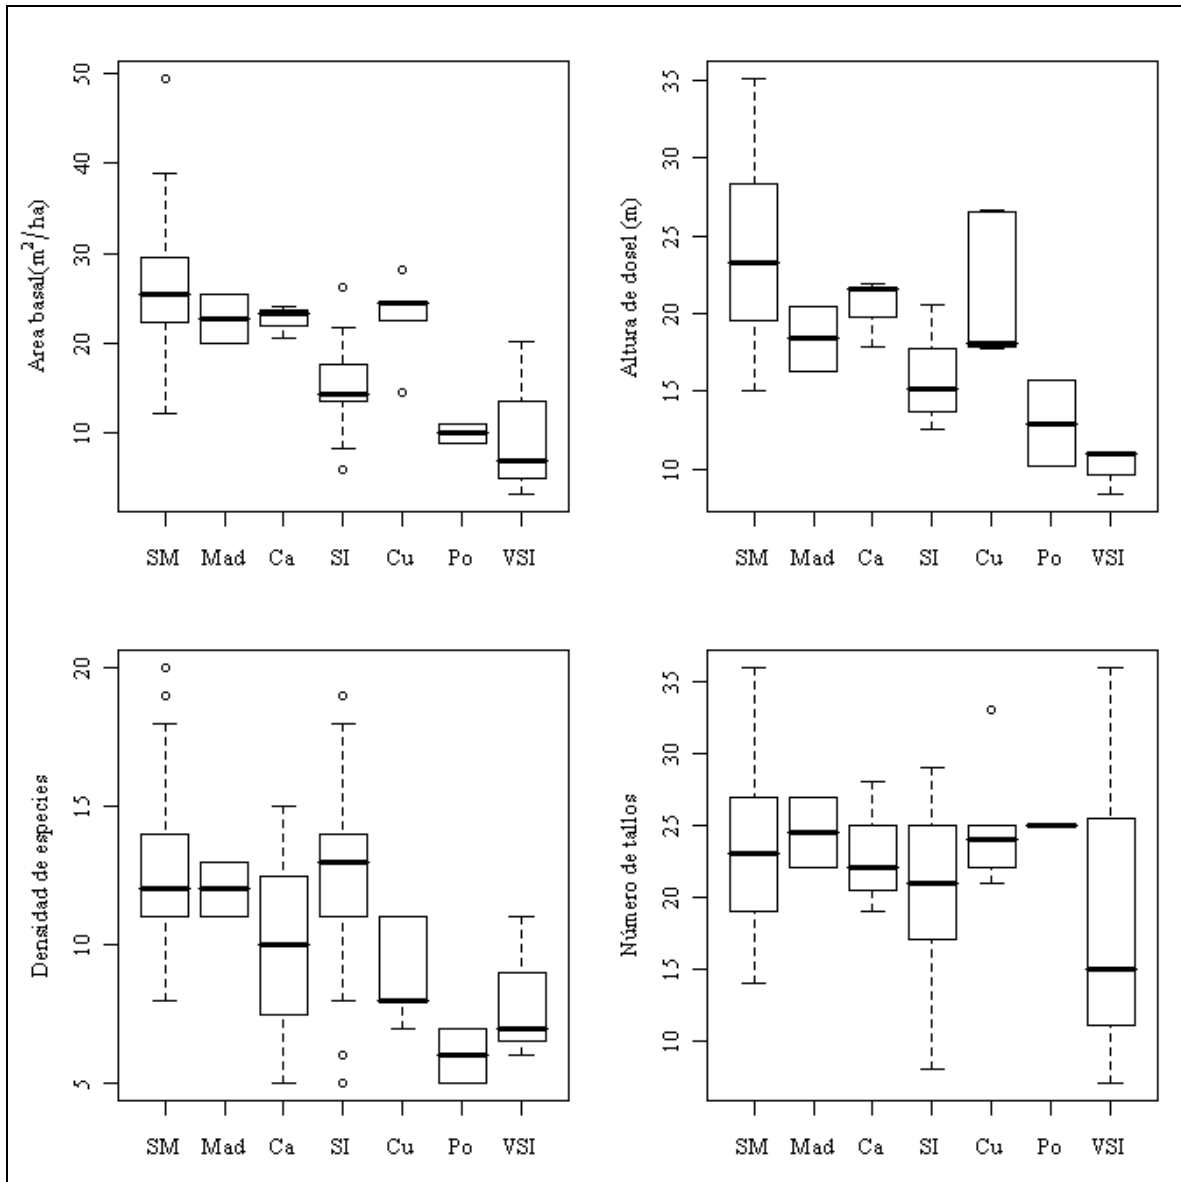 Area basal(m²/ha)
50
40
30
20
10
SM Mad Ca SI Cu Po VSI
Altura de dosel (m)
35
30
25
20
15
10
SM Mad Ca SI Cu Po VSI
Densidad de especies
20
15
10
5
SM Mad Ca SI Cu Po VSI
Número de tallos
35
30
25
20
15
10
SM Mad Ca SI Cu Po VSI